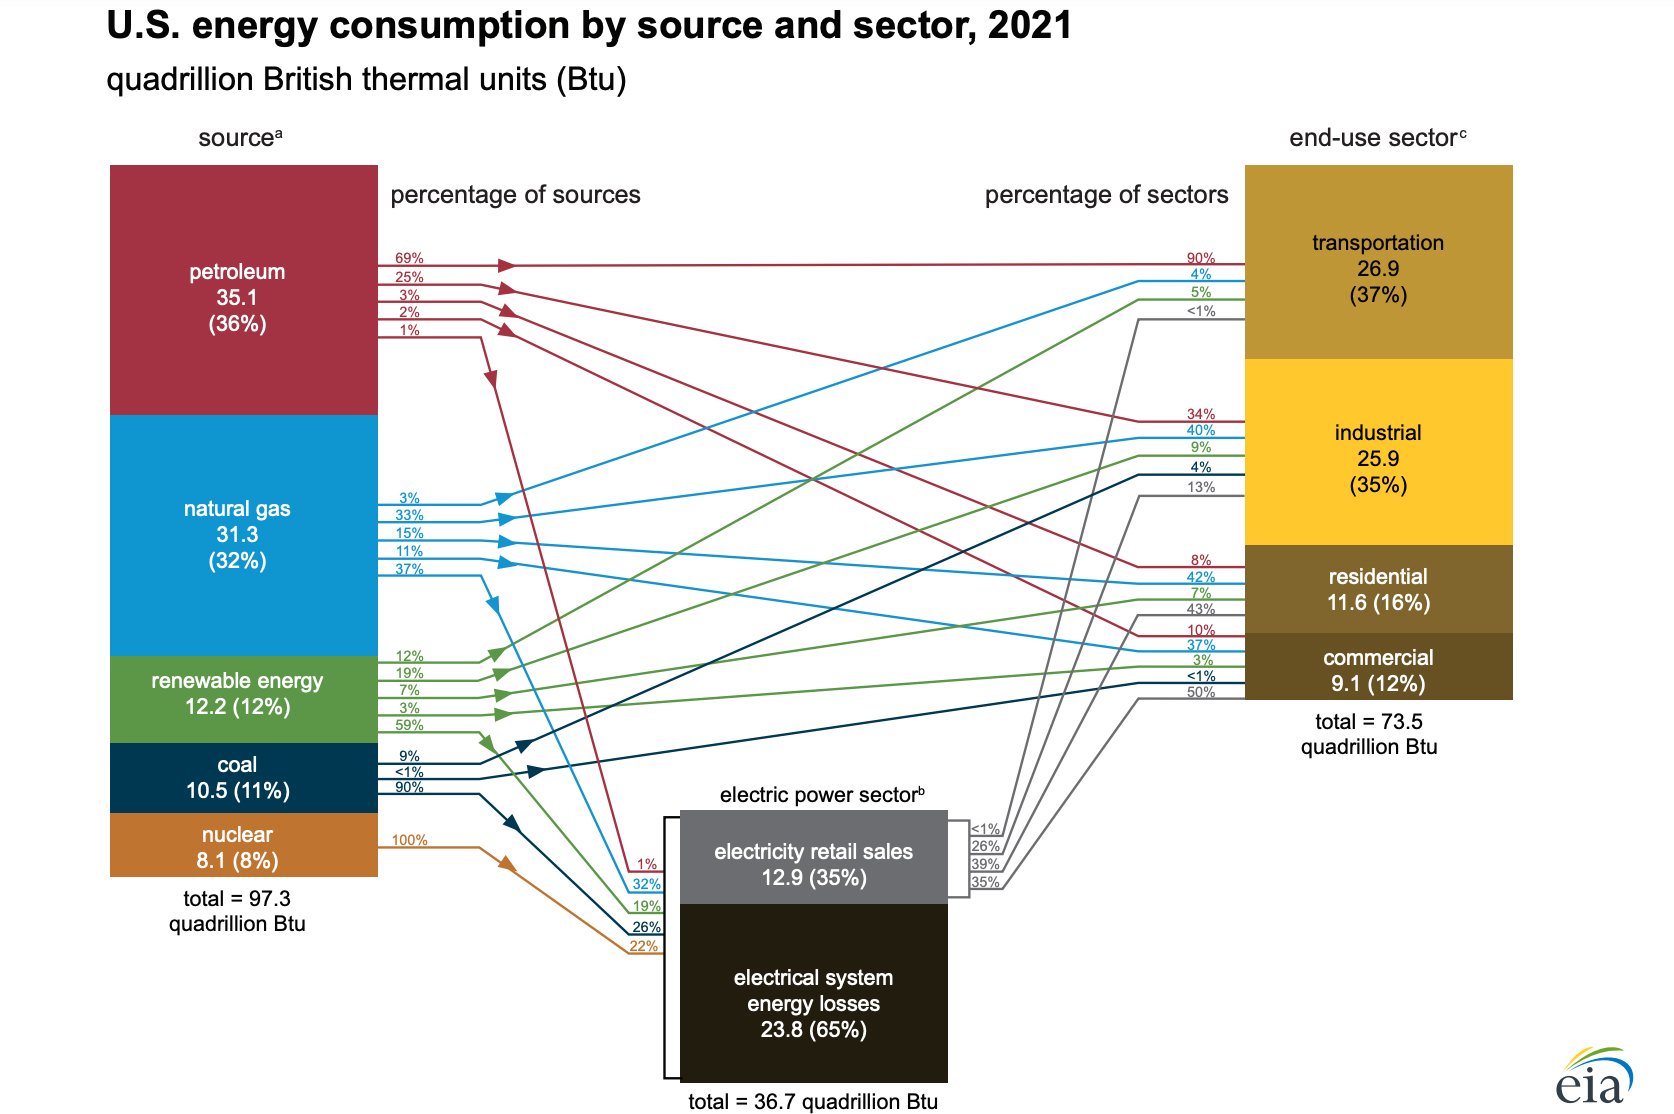 U.S. energy consumption by source and sector, 2021
quadrillion British thermal units (Btu)
sourceᵃ
end-use sectorᶜ
percentage of sources
percentage of sectors
petroleum
35.1
(36%)
69%
25%
3%
2%
1%
natural gas
31.3
(32%)
3%
33%
15%
11%
37%
renewable energy
12.2 (12%)
12%
19%
7%
3%
59%
coal
10.5 (11%)
9%
<1%
90%
nuclear
8.1 (8%)
100%
total = 97.3
quadrillion Btu
electric power sectorᵇ
1%
32%
19%
26%
22%
electricity retail sales
12.9 (35%)
electrical system
energy losses
23.8 (65%)
total = 36.7 quadrillion Btu
<1%
26%
39%
35%
90%
4%
5%
<1%
transportation
26.9
(37%)
34%
40%
9%
4%
13%
industrial
25.9
(35%)
8%
42%
7%
43%
residential
11.6 (16%)
10%
37%
3%
<1%
50%
commercial
9.1 (12%)
total = 73.5
quadrillion Btu
eia